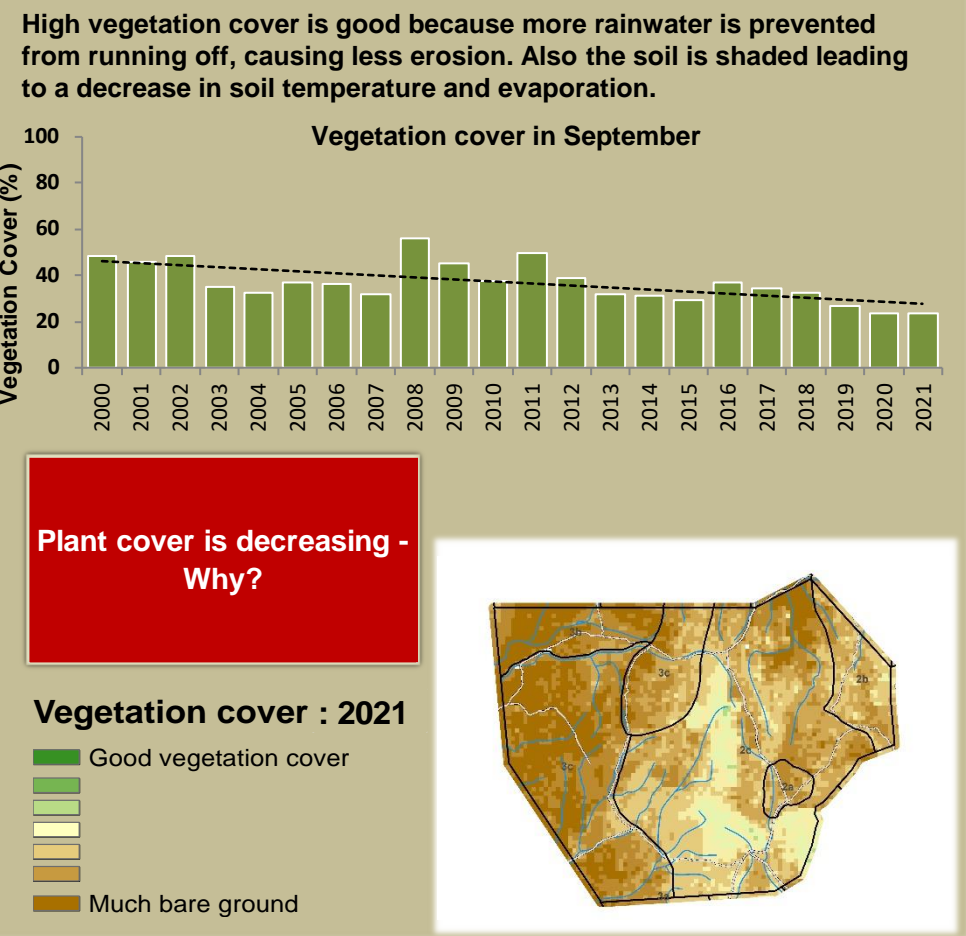 High vegetation cover is good because more rainwater is prevented
from running off, causing less erosion. Also the soil is shaded leading
to a decrease in soil temperature and evaporation.
Vegetation cover in September
Vegetation Cover (%)
100
80
60
40
20
0
2000 2001 2002 2003 2004 2005 2006 2007 2008 2009 2010 2011 2012 2013 2014 2015 2016 2017 2018 2019 2020 2021
Plant cover is decreasing -
Why?
Vegetation cover : 2021
Good vegetation cover
Much bare ground
3c
2b
2c
3c
2a